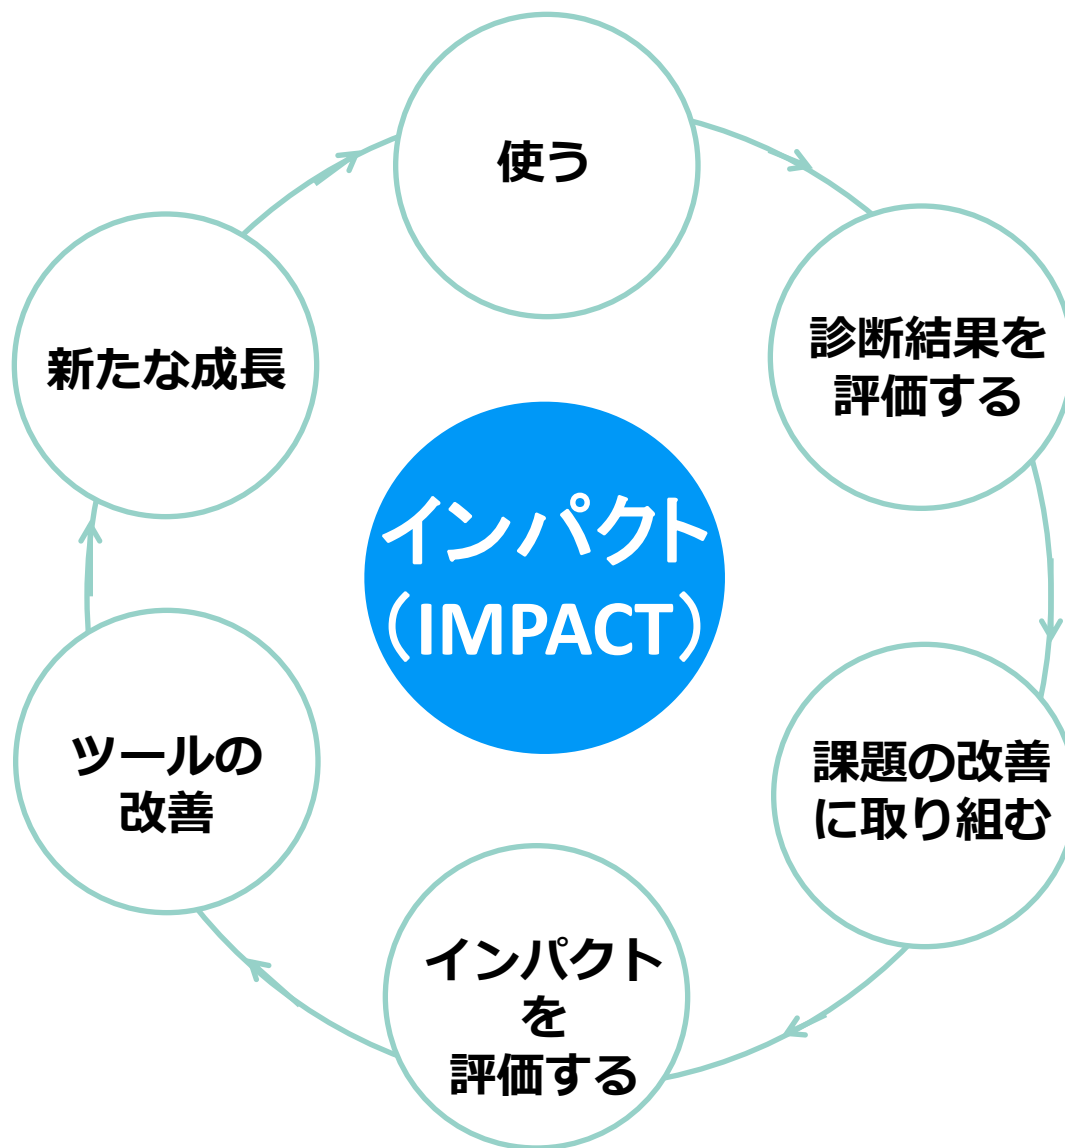 使う
診断結果を
評価する
課題の改善
に取り組む
インパクト
を
評価する
ツールの
改善
新たな成長
インパクト
（IMPACT）